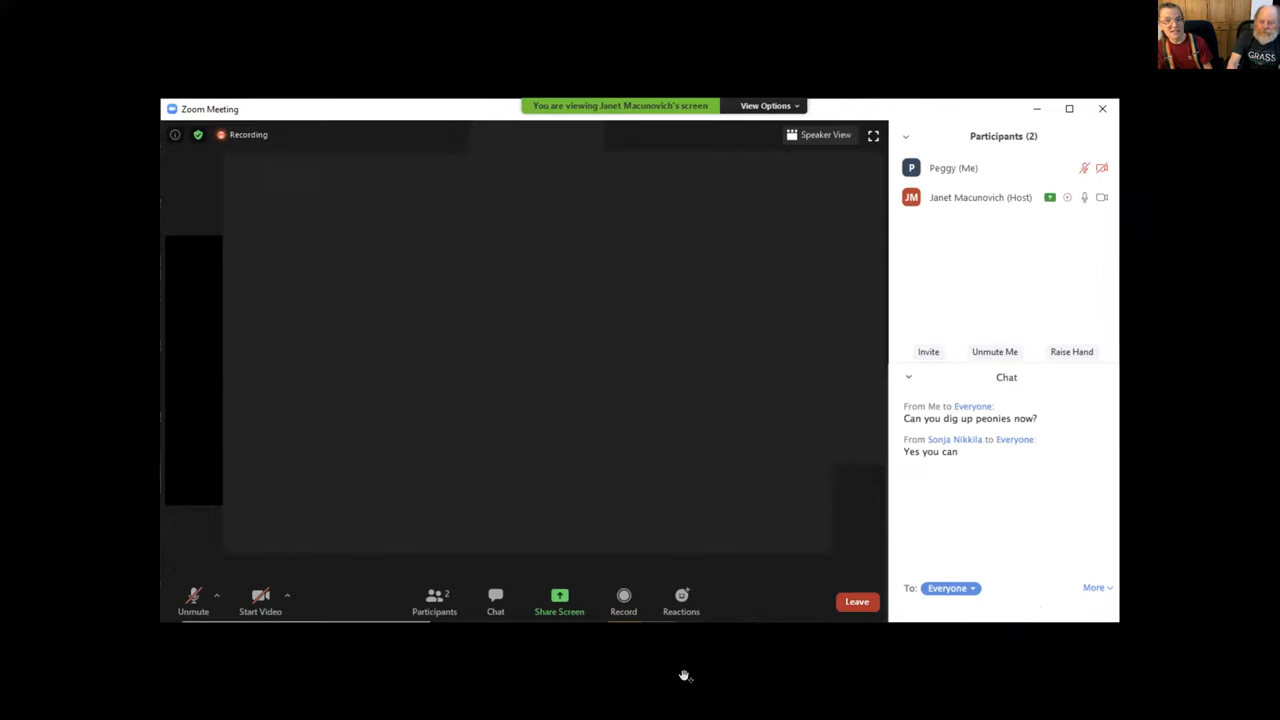 GRASS
Zoom Meeting
You are viewing Janet Macunovich's screen
View Options
Recording
Speaker View
Participants (2)
P
Peggy (Me)
JM
Janet Macunovich (Host)
Invite
Unmute Me
Raise Hand
Chat
From Me to Everyone:
Can you dig up peonies now?
From Sonja Nikkila to Everyone:
Yes you can
To: Everyone
More
Unmute
Start Video
2
Participants
Chat
Share Screen
Record
Reactions
Leave